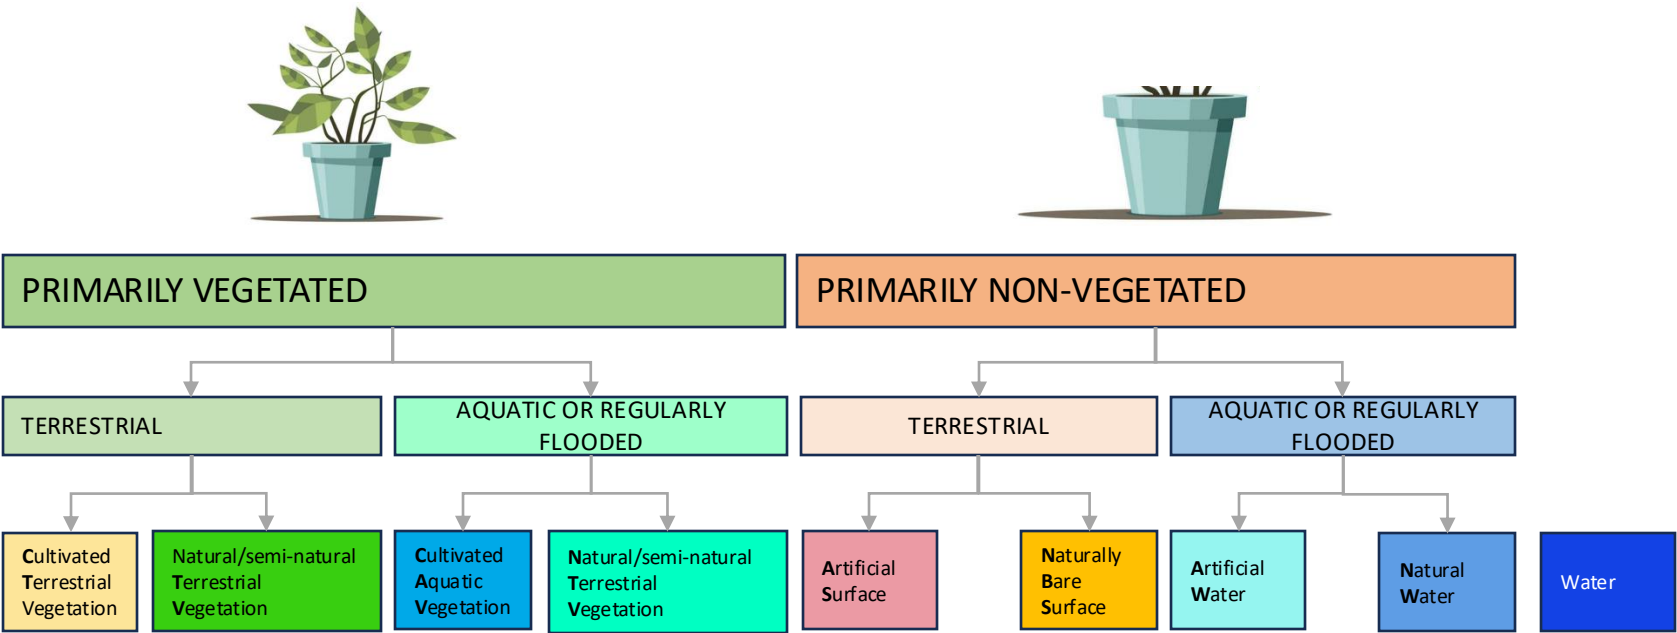 PRIMARILY VEGETATED
PRIMARILY NON-VEGETATED
TERRESTRIAL
AQUATIC OR REGULARLY
FLOODED
TERRESTRIAL
AQUATIC OR REGULARLY
FLOODED
Cultivated
Terrestrial
Vegetation
Natural/semi-natural
Terrestrial
Vegetation
Cultivated
Aquatic
Vegetation
Natural/semi-natural
Terrestrial
Vegetation
Artificial
Surface
Naturally
Bare
Surface
Artificial
Water
Natural
Water
Water